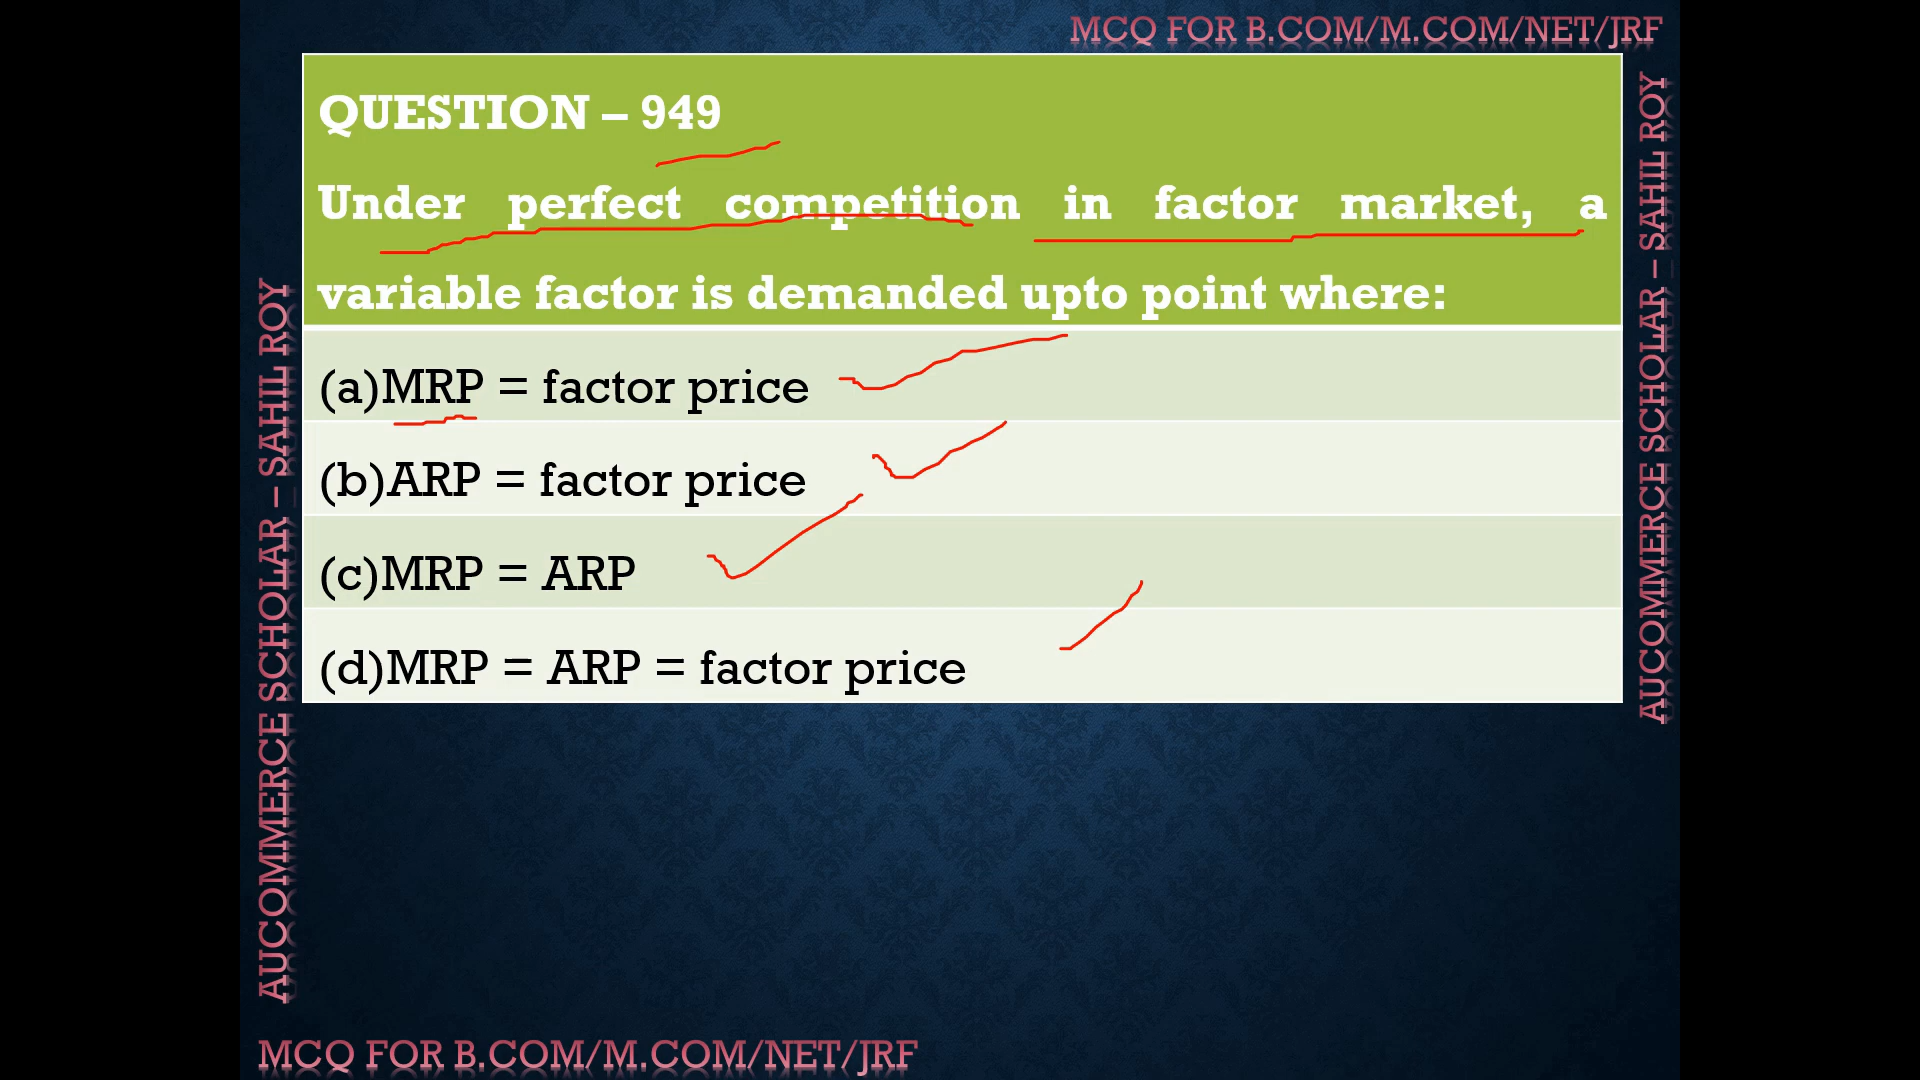 MCQ FOR B.COM/M.COM/NET/JRF
QUESTION – 949
Under perfect competition in factor market, a
variable factor is demanded upto point where:
(a)MRP = factor price
(b)ARP = factor price
(c)MRP = ARP
(d)MRP = ARP = factor price
AUCOMMERCE SCHOLAR – SAHIL ROY
AUCOMMERCE SCHOLAR – SAHIL ROY
MCQ FOR B.COM/M.COM/NET/JRF